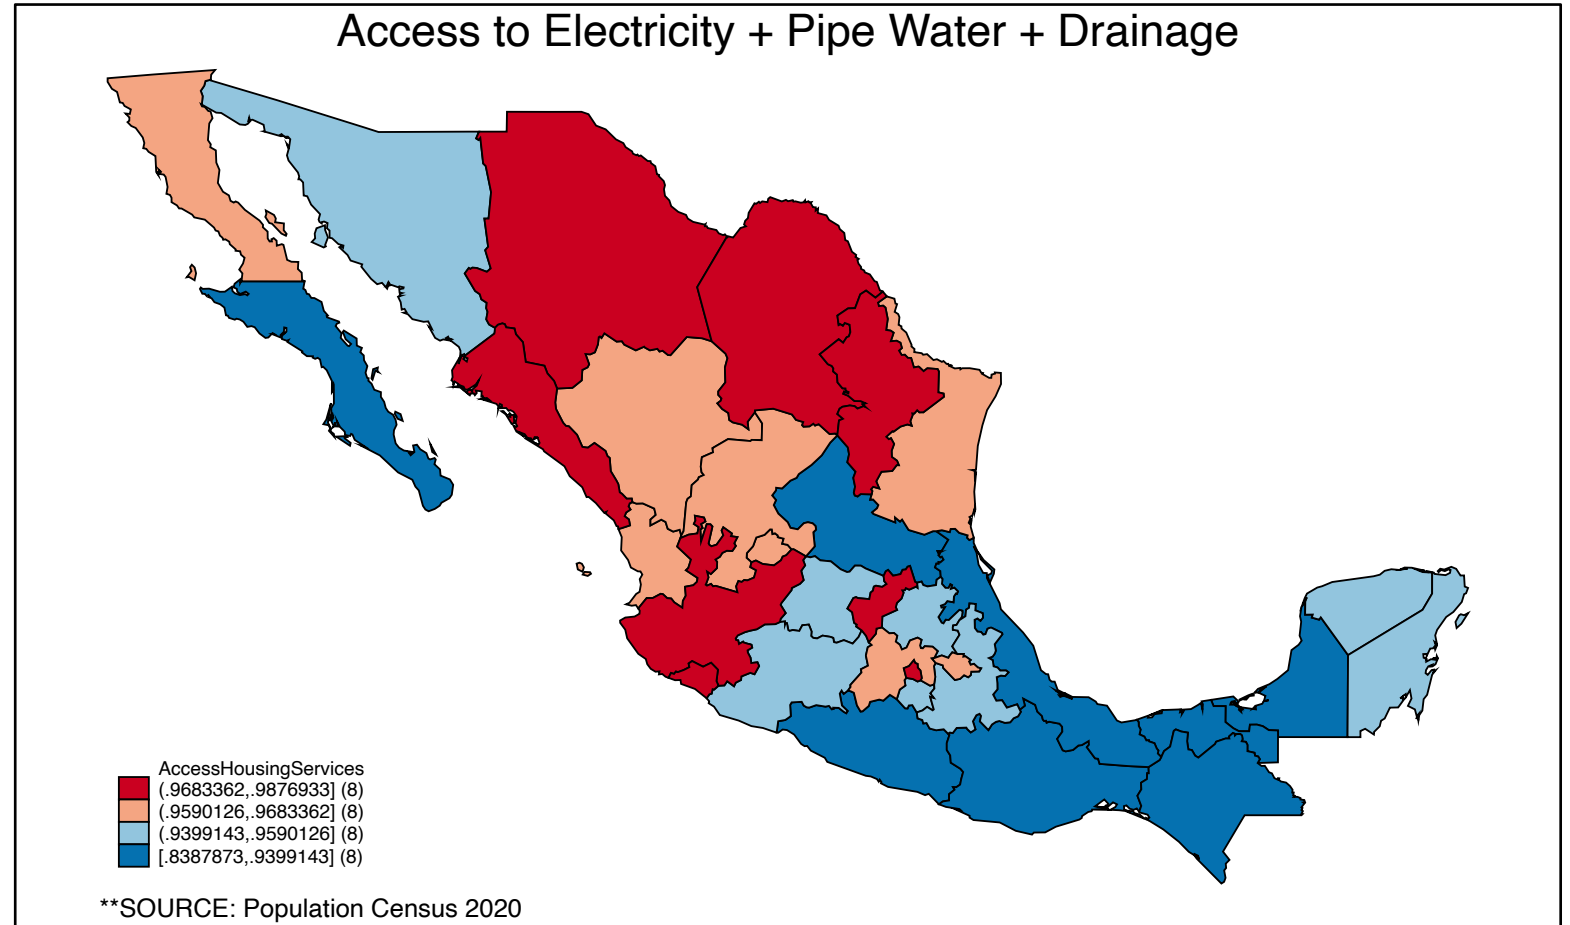 Access to Electricity + Pipe Water + Drainage
AccessHousingServices
(.9683362,.9876933] (8)
(.9590126,.9683362] (8)
(.9399143,.9590126] (8)
[.8387873,.9399143] (8)
**SOURCE: Population Census 2020